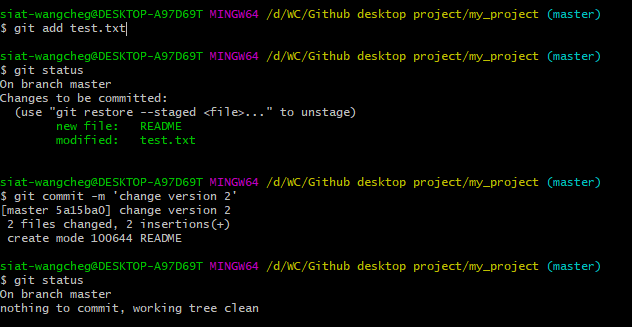 siat-wangcheg@DESKTOP-A97D69T MINGW64 /d/WC/Github desktop project/my_project (master)
$ git add test.txt
siat-wangcheg@DESKTOP-A97D69T MINGW64 /d/WC/Github desktop project/my_project (master)
$ git status
On branch master
Changes to be committed:
  (use "git restore --staged <file>..." to unstage)
        new file:   README
        modified:   test.txt
siat-wangcheg@DESKTOP-A97D69T MINGW64 /d/WC/Github desktop project/my_project (master)
$ git commit -m 'change version 2'
[master 5a15ba0] change version 2
 2 files changed, 2 insertions(+)
 create mode 100644 README
siat-wangcheg@DESKTOP-A97D69T MINGW64 /d/WC/Github desktop project/my_project (master)
$ git status
On branch master
nothing to commit, working tree clean